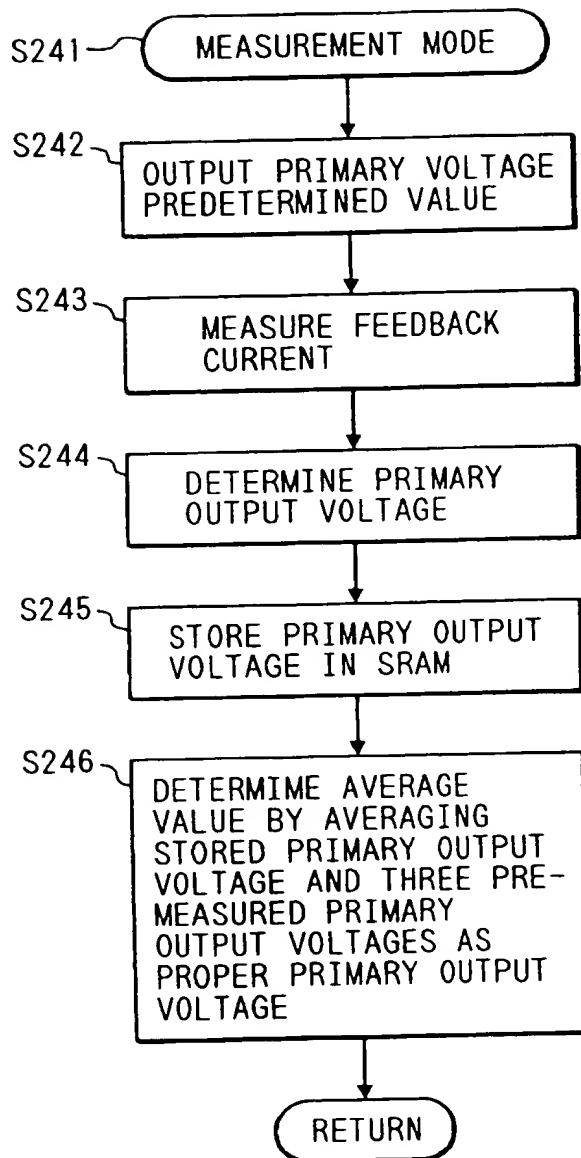 S241
MEASUREMENT MODE
S242
OUTPUT PRIMARY VOLTAGE
PREDETERMINED VALUE
S243
MEASURE FEEDBACK
CURRENT
S244
DETERMINE PRIMARY
OUTPUT VOLTAGE
S245
STORE PRIMARY OUTPUT
VOLTAGE IN SRAM
S246
DETERMIME AVERAGE
VALUE BY AVERAGING
STORED PRIMARY OUTPUT
VOLTAGE AND THREE PRE-
MEASURED PRIMARY
OUTPUT VOLTAGES AS
PROPER PRIMARY OUTPUT
VOLTAGE
RETURN